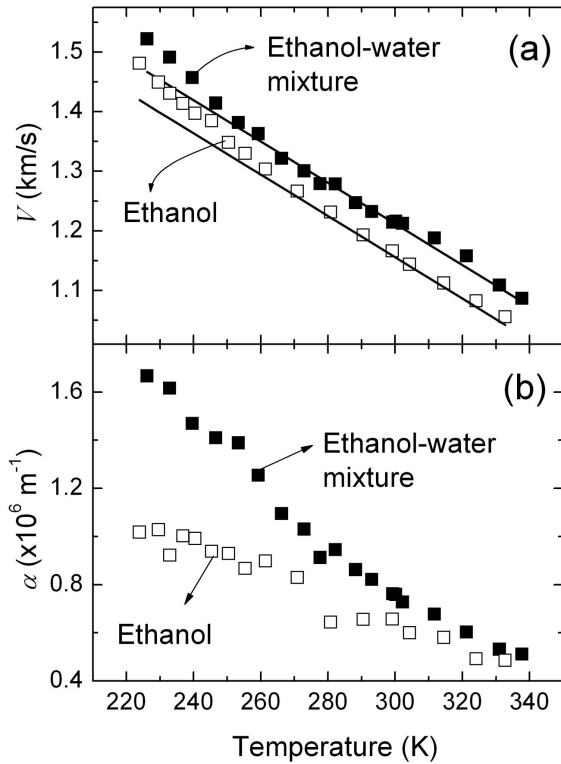 (a)
1.5
1.4
1.3
1.2
1.1
V (km/s)
Ethanol-water
mixture
Ethanol
(b)
1.6
1.2
0.8
0.4
α (x10⁶ m⁻¹)
Ethanol-water
mixture
Ethanol
220 240 260 280 300 320 340
Temperature (K)